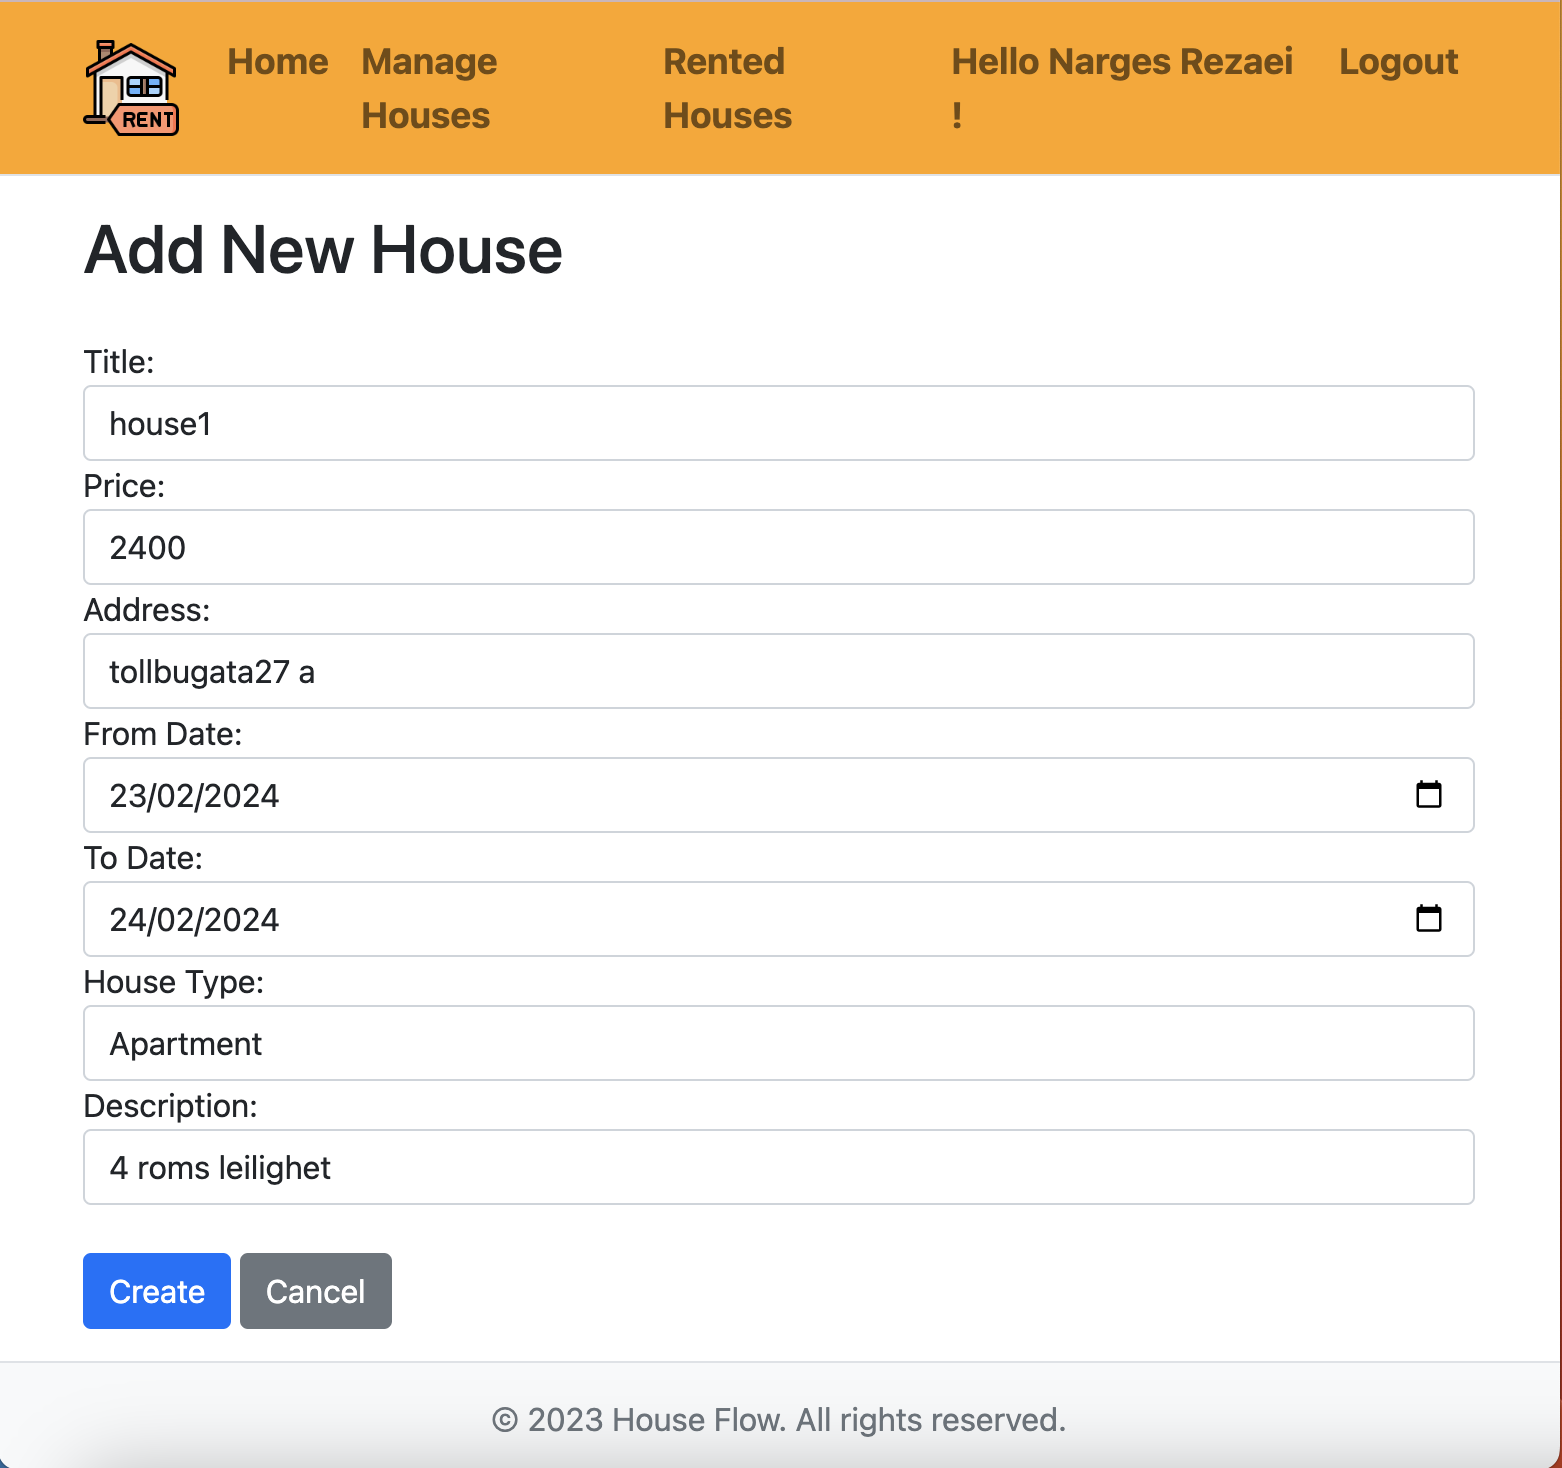 RENT
Home Manage Rented Hello Narges Rezaei Logout
Houses Houses !
Add New House
Title:
house1
Price:
2400
Address:
tollbugata27 a
From Date:
23/02/2024
To Date:
24/02/2024
House Type:
Apartment
Description:
4 roms leilighet
Create Cancel
© 2023 House Flow. All rights reserved.